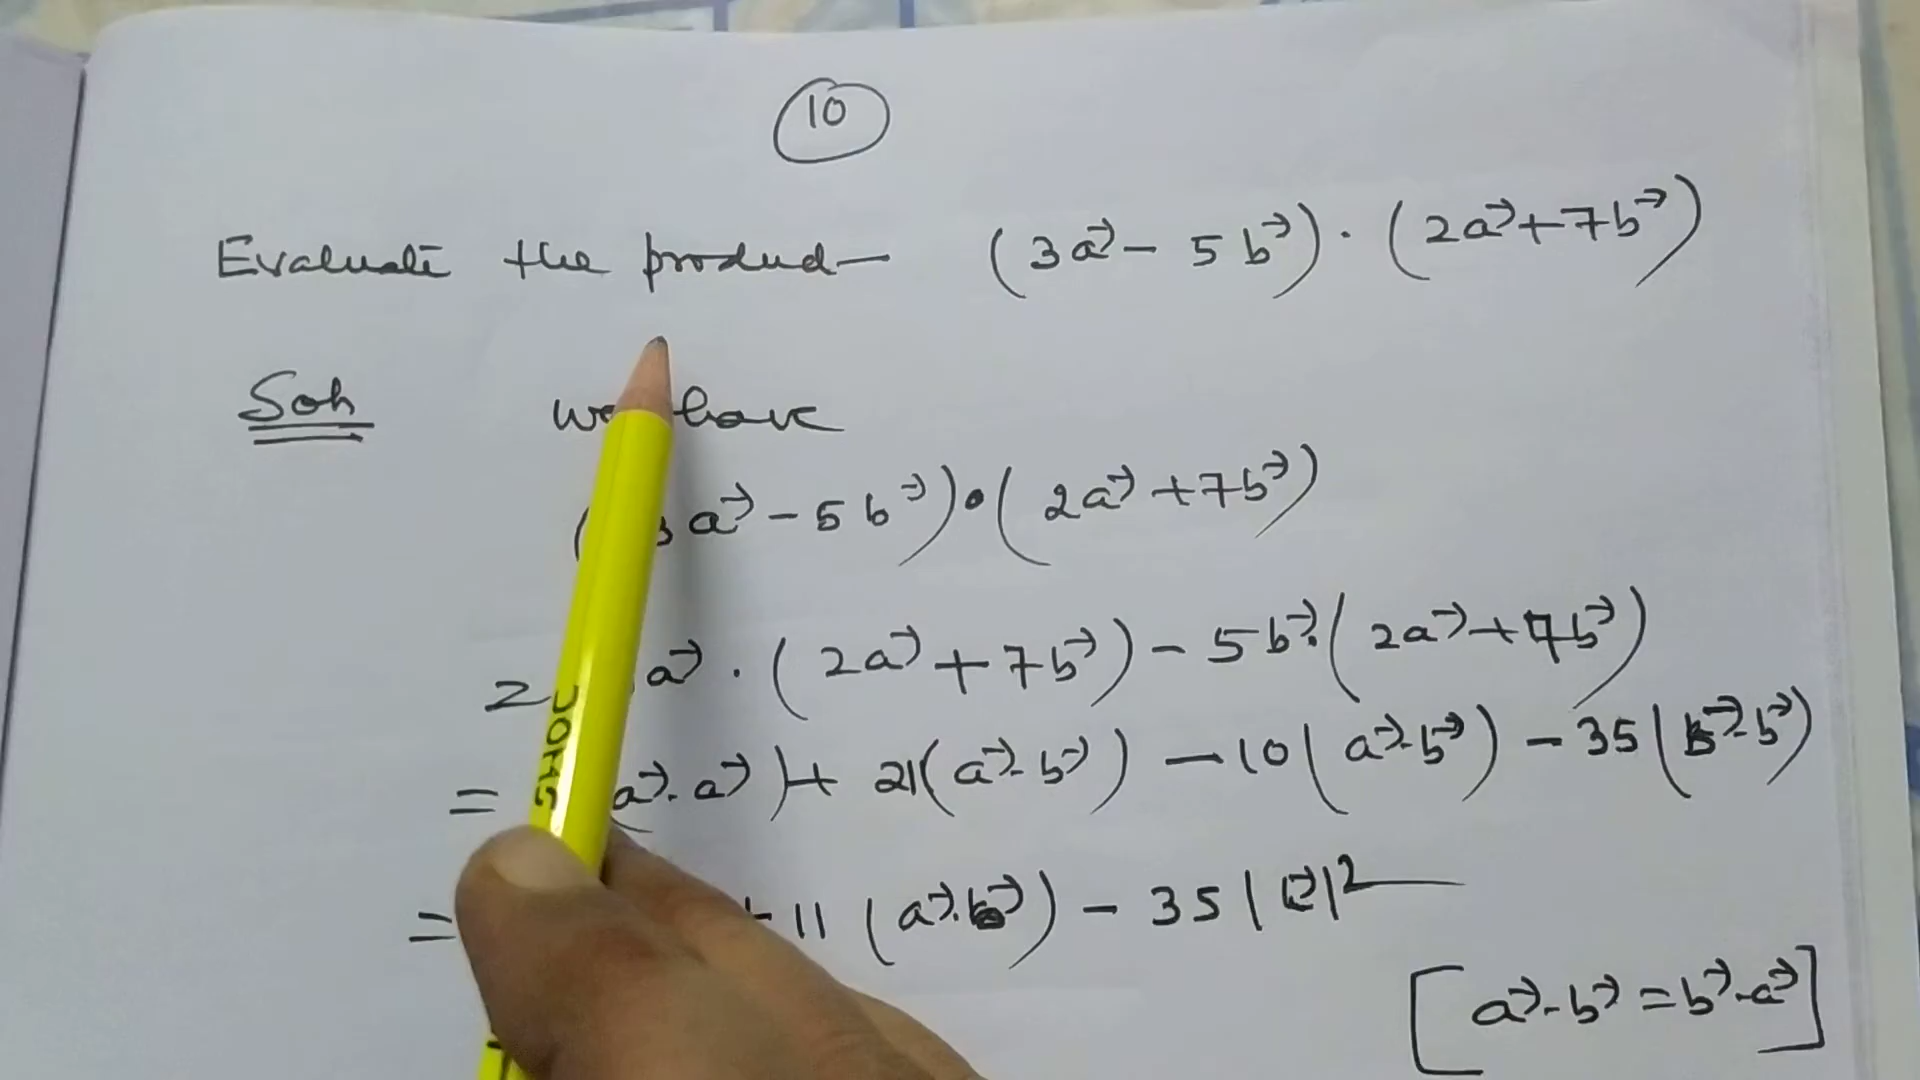 10
Evaluate the product (3a⃗ - 5b⃗) · (2a⃗ + 7b⃗)
Soln we have
(3a⃗ - 5b⃗) · (2a⃗ + 7b⃗)
= a⃗ · (2a⃗ + 7b⃗) - 5b⃗ · (2a⃗ + 7b⃗)
= (a⃗ · a⃗) + 21(a⃗ · b⃗) - 10(a⃗ · b⃗) - 35(b⃗ · b⃗)
= + 11(a⃗ · b⃗) - 35|b⃗|²
[a⃗ · b⃗ = b⃗ · a⃗]
DOMS